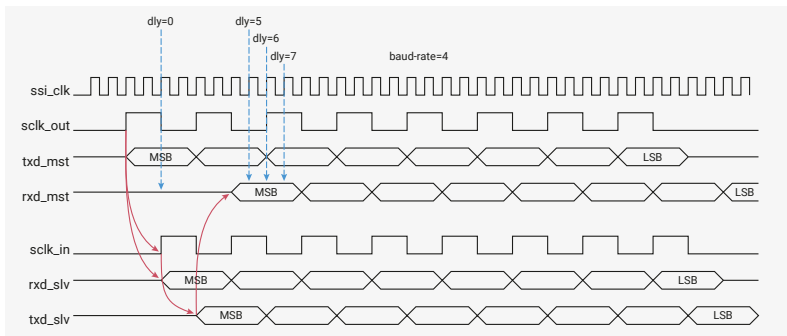 dly=0
dly=5
dly=6
dly=7
baud-rate=4
ssi_clk
sclk_out
txd_mst MSB LSB
rxd_mst MSB LSB
sclk_in
rxd_slv MSB LSB
txd_slv MSB LSB